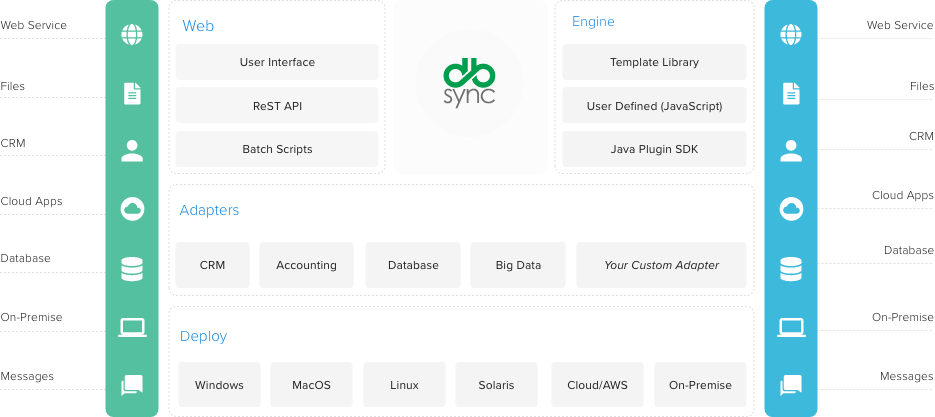 Web Service
Files
CRM
Cloud Apps
Database
On-Premise
Messages
Web
User Interface
ReST API
Batch Scripts
db
sync
Engine
Template Library
User Defined (JavaScript)
Java Plugin SDK
Adapters
CRM
Accounting
Database
Big Data
Your Custom Adapter
Deploy
Windows
MacOS
Linux
Solaris
Cloud/AWS
On-Premise
Web Service
Files
CRM
Cloud Apps
Database
On-Premise
Messages